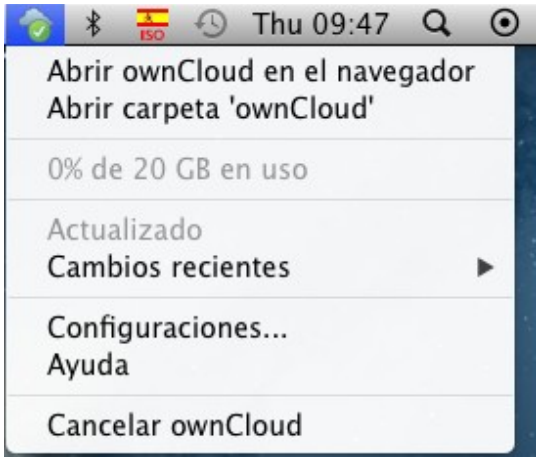 ISO Thu 09:47
Abrir ownCloud en el navegador
Abrir carpeta 'ownCloud'
0% de 20 GB en uso
Actualizado
Cambios recientes
Configuraciones...
Ayuda
Cancelar ownCloud